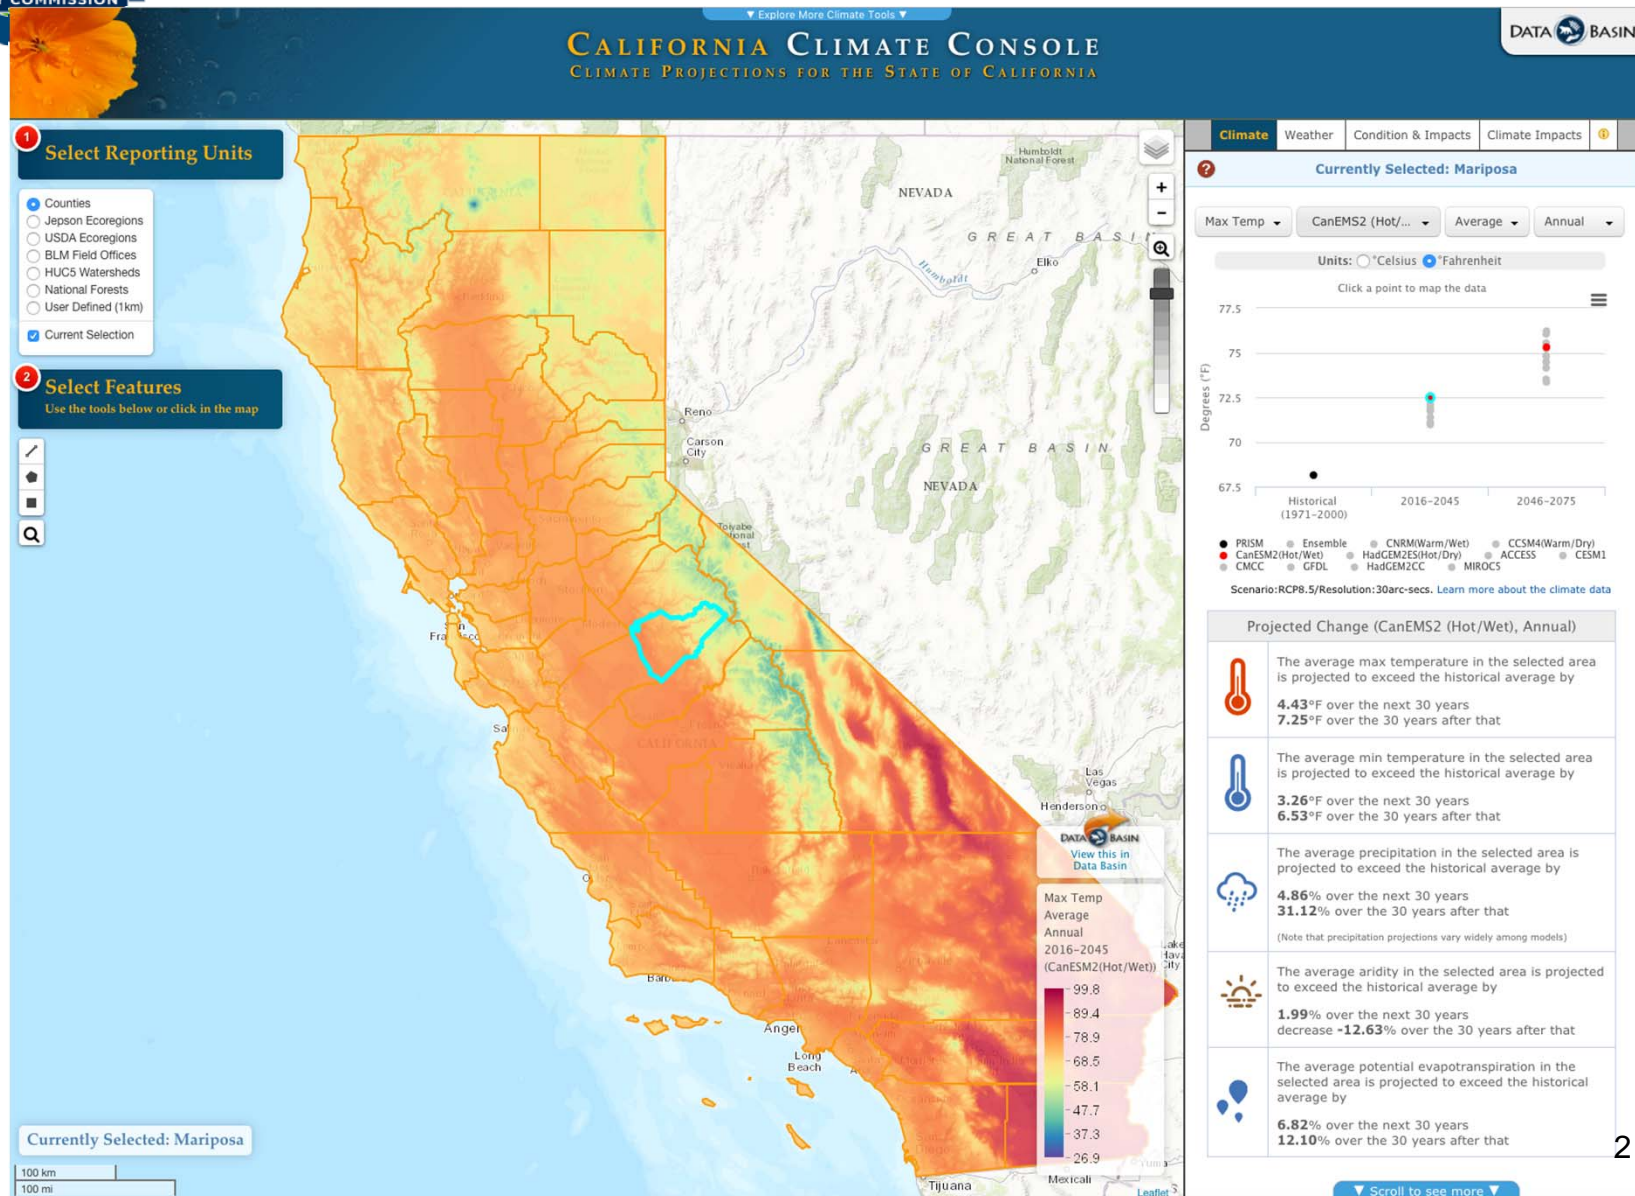 COMMISSION
▼ Explore More Climate Tools ▼
CALIFORNIA CLIMATE CONSOLE
CLIMATE PROJECTIONS FOR THE STATE OF CALIFORNIA
DATA BASIN
1
Select Reporting Units
Counties
Jepson Ecoregions
USDA Ecoregions
BLM Field Offices
HUC5 Watersheds
National Forests
User Defined (1km)
Current Selection
2
Select Features
Use the tools below or click in the map
Humboldt
National Forest
NEVADA
GREAT BASIN
Humboldt
Elko
Reno
Carson
City
GREAT BASIN
NEVADA
CALIFORNIA
Las
Vegas
Henderson
Long
Beach
Tijuana
Mexicali
+
−
DATA BASIN
View this in
Data Basin
Max Temp
Average
Annual
2016-2045
(CanESM2(Hot/Wet))
99.8
89.4
78.9
68.5
58.1
47.7
37.3
26.9
Leaflet
Currently Selected: Mariposa
100 km
100 mi
Climate Weather Condition & Impacts Climate Impacts
?
Currently Selected: Mariposa
Max Temp CanEMS2 (Hot/... Average Annual
Units: °Celsius °Fahrenheit
Click a point to map the data
Degrees (°F)
77.5
75
72.5
70
67.5
Historical
(1971-2000)
2016-2045
2046-2075
PRISM Ensemble CNRM(Warm/Wet) CCSM4(Warm/Dry)
CanESM2(Hot/Wet) HadGEM2ES(Hot/Dry) ACCESS CESM1
CMCC GFDL HadGEM2CC MIROC5
Scenario:RCP8.5/Resolution:30arc-secs. Learn more about the climate data
Projected Change (CanEMS2 (Hot/Wet), Annual)
The average max temperature in the selected area
is projected to exceed the historical average by
4.43°F over the next 30 years
7.25°F over the 30 years after that
The average min temperature in the selected area
is projected to exceed the historical average by
3.26°F over the next 30 years
6.53°F over the 30 years after that
The average precipitation in the selected area is
projected to exceed the historical average by
4.86% over the next 30 years
31.12% over the 30 years after that
(Note that precipitation projections vary widely among models)
The average aridity in the selected area is projected
to exceed the historical average by
1.99% over the next 30 years
decrease -12.63% over the 30 years after that
The average potential evapotranspiration in the
selected area is projected to exceed the historical
average by
6.82% over the next 30 years
12.10% over the 30 years after that
▼ Scroll to see more ▼
2